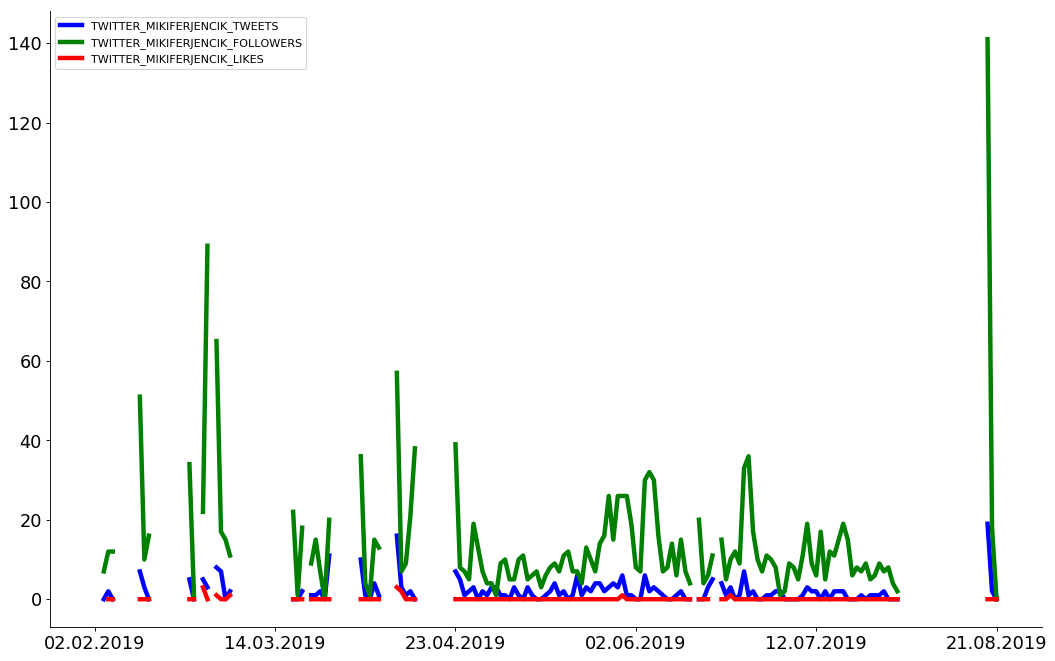 TWITTER_MIKIFERJENCIK_TWEETS
TWITTER_MIKIFERJENCIK_FOLLOWERS
TWITTER_MIKIFERJENCIK_LIKES
140
120
100
80
60
40
20
0
02.02.2019 14.03.2019 23.04.2019 02.06.2019 12.07.2019 21.08.2019